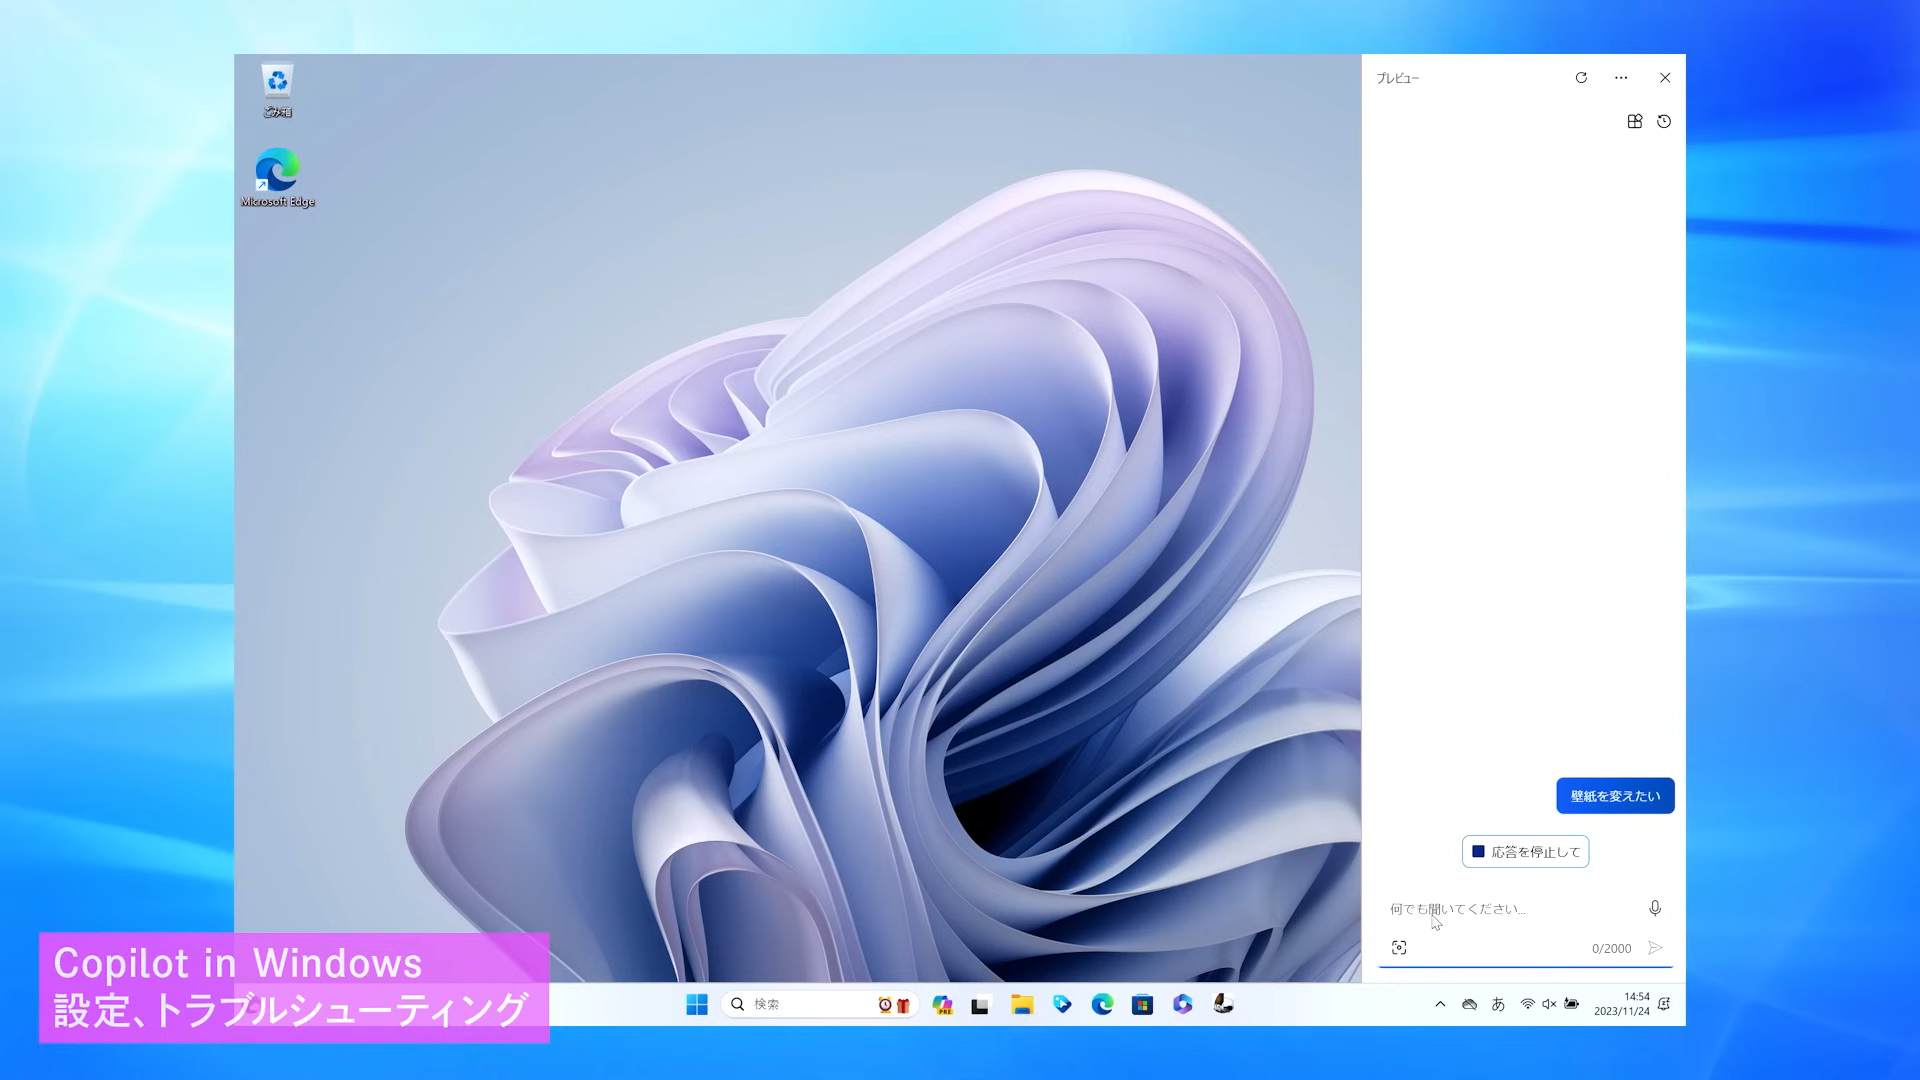 ごみ箱
Microsoft Edge
プレビュー
壁紙を変えたい
応答を停止して
何でも聞いてください...
0/2000
Copilot in Windows
設定、トラブルシューティング
検索
PRE
あ
14:54
2023/11/24